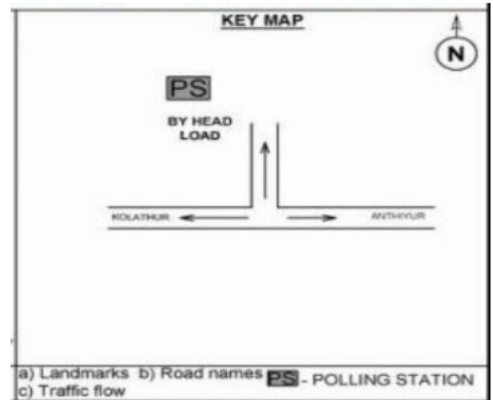 KEY MAP
N
PS
BY HEAD
LOAD
KOLATHUR
ANTHIYUR
a) Landmarks b) Road names
PS - POLLING STATION
c) Traffic flow